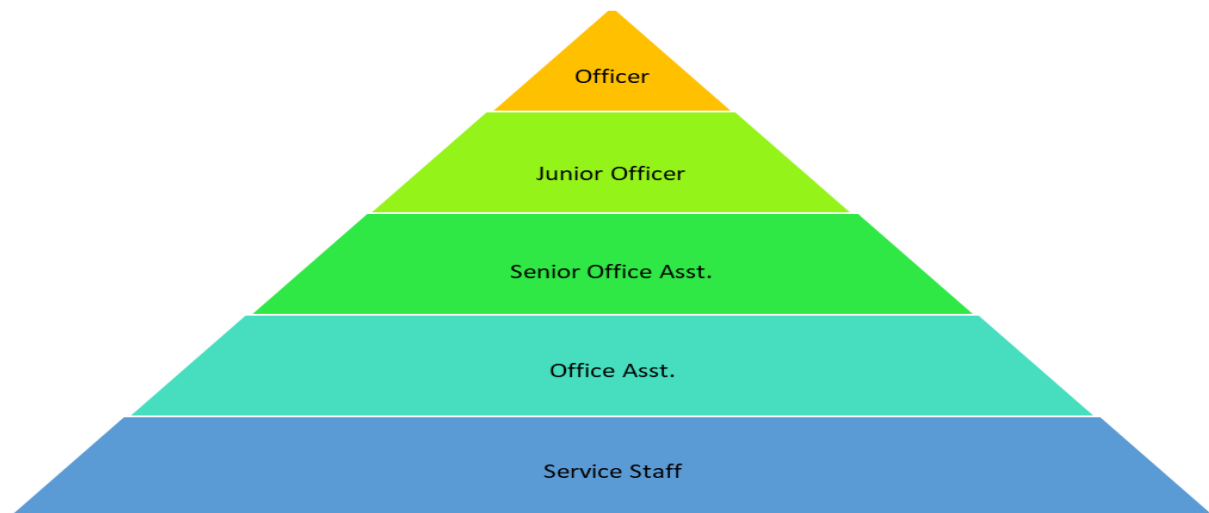 Officer
Junior Officer
Senior Office Asst.
Office Asst.
Service Staff